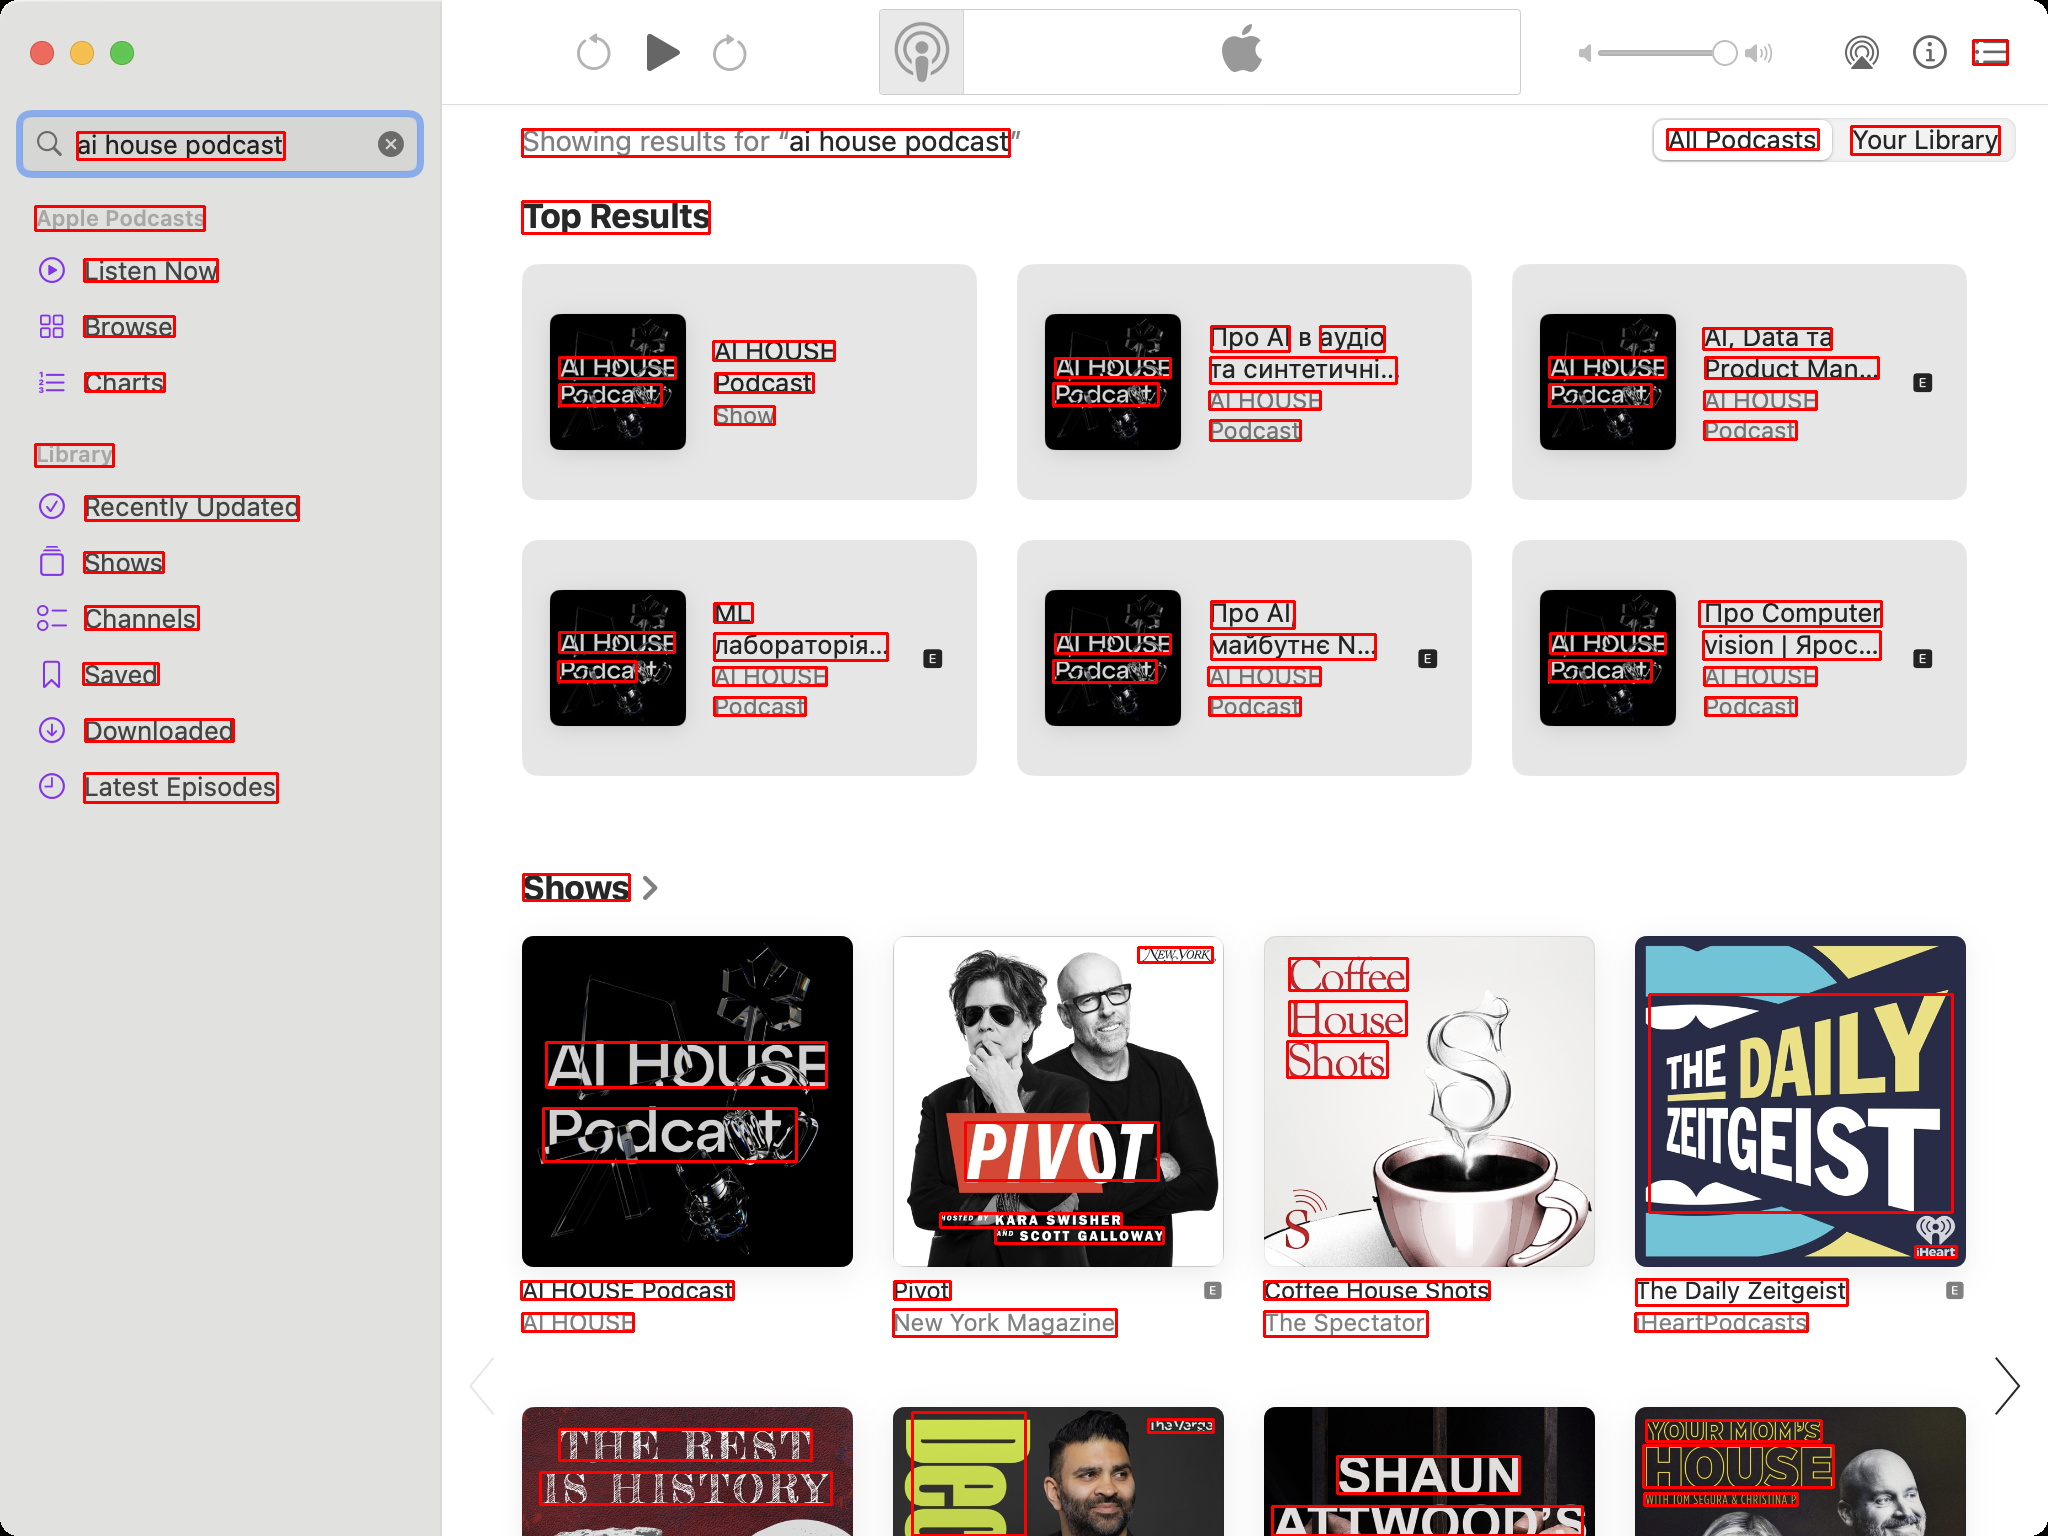 ai house podcast
Showing results for “ai house podcast”
All Podcasts
Your Library
Apple Podcasts
Listen Now
Browse
Charts
Library
Recently Updated
Shows
Channels
Saved
Downloaded
Latest Episodes
Top Results
AI HOUSE
Podcast
AI HOUSE
Podcast
Show
AI HOUSE
Podcast
Про AI в аудіо
та синтетичні...
AI HOUSE
Podcast
AI HOUSE
Podcast
AI, Data та
Product Man...
AI HOUSE
Podcast
E
AI HOUSE
Podcast
ML
лабораторія...
AI HOUSE
Podcast
E
AI HOUSE
Podcast
Про AI,
майбутнє N...
AI HOUSE
Podcast
E
AI HOUSE
Podcast
Про Computer
vision | Ярос...
AI HOUSE
Podcast
E
Shows
AI HOUSE
Podcast
AI HOUSE Podcast
AI HOUSE
NEW YORK
PIVOT
HOSTED BY KARA SWISHER
AND SCOTT GALLOWAY
Pivot
E
New York Magazine
Coffee
House
Shots
S
S
Coffee House Shots
The Spectator
THE DAILY
ZEITGEIST
iHeart
The Daily Zeitgeist
E
iHeartPodcasts
THE REST
IS HISTORY
Dec
The Verge
SHAUN
ATTWOOD'S
YOUR MOM'S
HOUSE
WITH TOM SEGURA & CHRISTINA P.